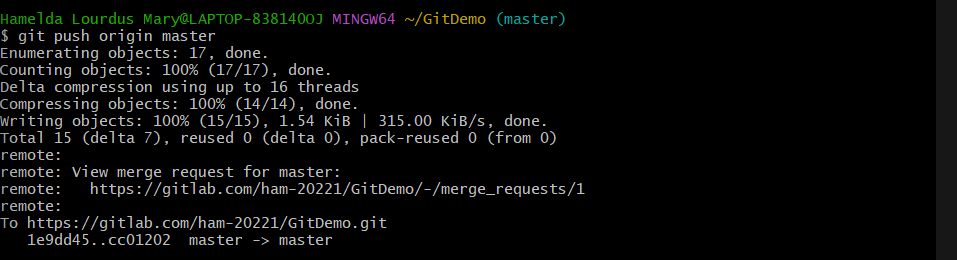 Hamelda Lourdus Mary@LAPTOP-83814OOJ MINGW64 ~/GitDemo (master)
$ git push origin master
Enumerating objects: 17, done.
Counting objects: 100% (17/17), done.
Delta compression using up to 16 threads
Compressing objects: 100% (14/14), done.
Writing objects: 100% (15/15), 1.54 KiB | 315.00 KiB/s, done.
Total 15 (delta 7), reused 0 (delta 0), pack-reused 0 (from 0)
remote:
remote: View merge request for master:
remote:   https://gitlab.com/ham-20221/GitDemo/-/merge_requests/1
remote:
To https://gitlab.com/ham-20221/GitDemo.git
   1e9dd45..cc01202  master -> master